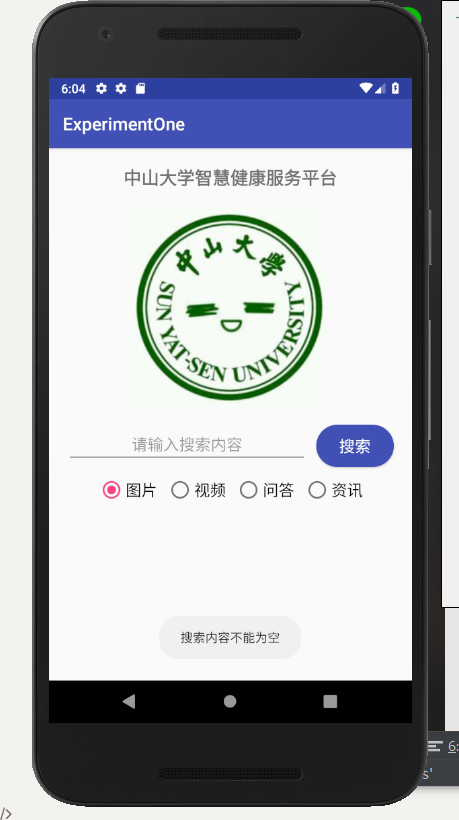 6:04
ExperimentOne
中山大学智慧健康服务平台
中山大學
SUN YAT-SEN UNIVERSITY
请输入搜索内容
搜索
图片 视频 问答 资讯
搜索内容不能为空
6:
s'
/>